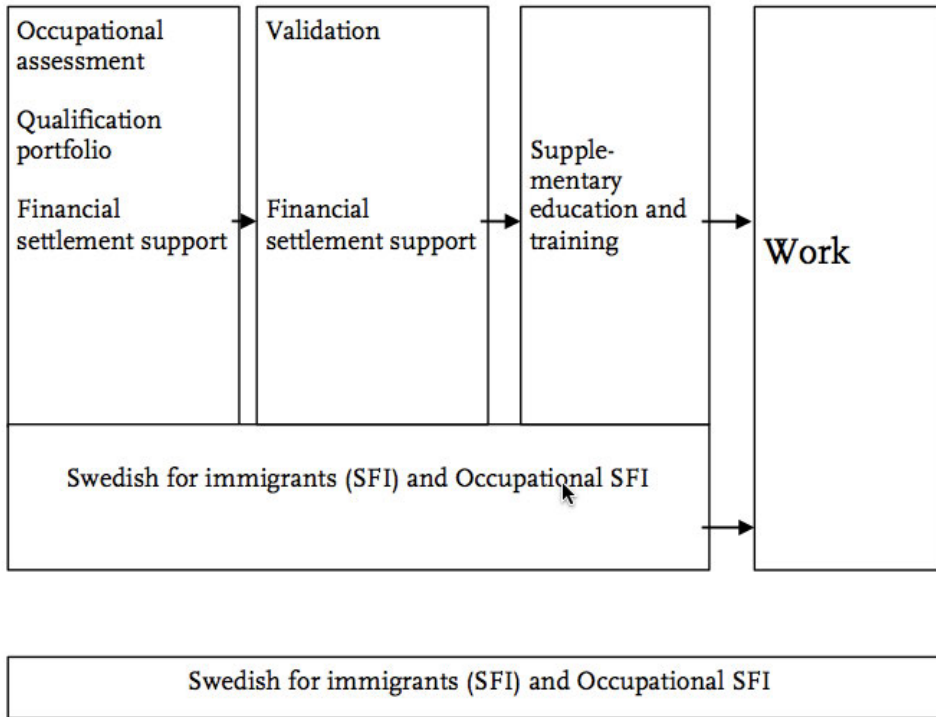 Occupational
assessment
Qualification
portfolio
Financial
settlement support
Validation
Financial
settlement support
Supple-
mentary
education and
training
Work
Swedish for immigrants (SFI) and Occupational SFI
Swedish for immigrants (SFI) and Occupational SFI